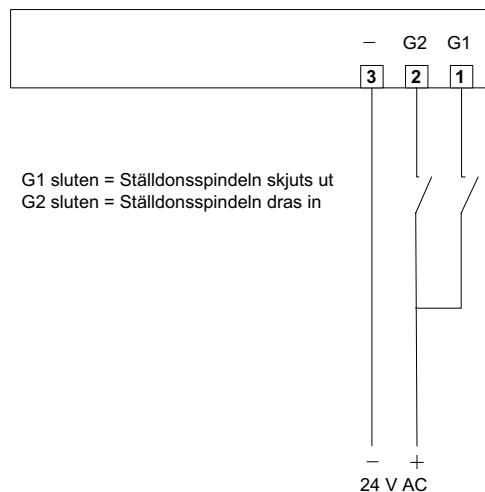 – G2 G1
3 2 1
G1 sluten = Ställdonsspindeln skjuts ut
G2 sluten = Ställdonsspindeln dras in
– +
24 V AC